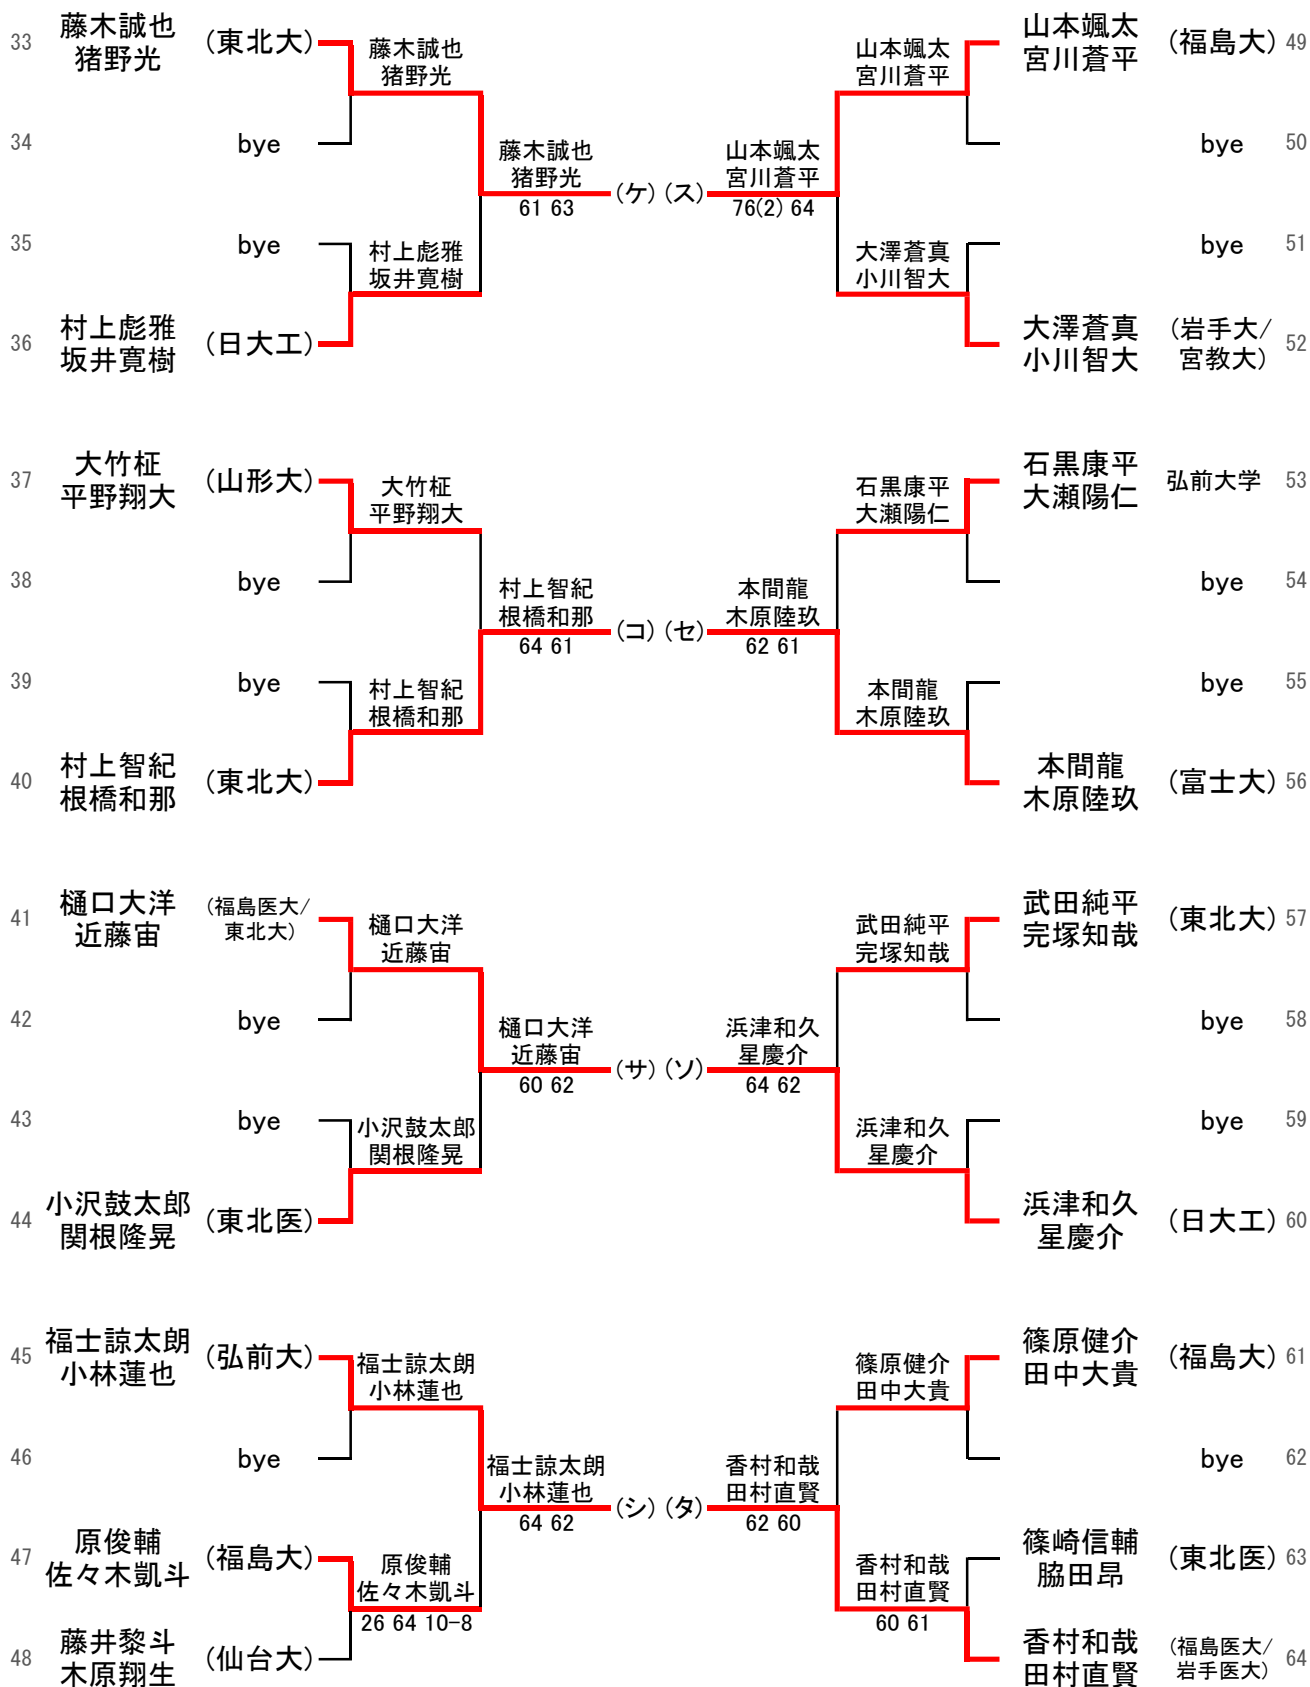 33 藤木誠也 (東北大)
猪野光
藤木誠也
猪野光
34 bye
藤木誠也
猪野光
61 63
(ケ)
35 bye
村上彪雅
坂井寛樹
36 村上彪雅 (日大工)
坂井寛樹
37 大竹柾 (山形大)
平野翔大
大竹柾
平野翔大
38 bye
村上智紀
根橋和那
64 61
(コ)
39 bye
村上智紀
根橋和那
40 村上智紀 (東北大)
根橋和那
41 樋口大洋 (福島医大/
近藤宙 東北大)
樋口大洋
近藤宙
42 bye
樋口大洋
近藤宙
60 62
(サ)
43 bye
小沢鼓太郎
関根隆晃
44 小沢鼓太郎 (東北医)
関根隆晃
45 福士諒太朗 (弘前大)
小林蓮也
福士諒太朗
小林蓮也
46 bye
福士諒太朗
小林蓮也
64 62
(シ)
47 原俊輔 (福島大)
佐々木凱斗
原俊輔
佐々木凱斗
26 64 10-8
48 藤井黎斗 (仙台大)
木原翔生
山本颯太 (福島大) 49
宮川蒼平
山本颯太
宮川蒼平
bye 50
山本颯太
宮川蒼平
76(2) 64
(ス)
bye 51
大澤蒼真
小川智大
大澤蒼真 (岩手大/ 52
小川智大 宮教大)
石黒康平 弘前大学 53
大瀬陽仁
石黒康平
大瀬陽仁
bye 54
本間龍
木原陸玖
62 61
(セ)
bye 55
本間龍
木原陸玖
本間龍 (富士大) 56
木原陸玖
武田純平 (東北大) 57
完塚知哉
武田純平
完塚知哉
bye 58
浜津和久
星慶介
64 62
(ソ)
bye 59
浜津和久
星慶介
浜津和久 (日大工) 60
星慶介
篠原健介 (福島大) 61
田中大貴
篠原健介
田中大貴
bye 62
香村和哉
田村直賢
62 60
(タ)
篠崎信輔 (東北医) 63
脇田昂
香村和哉
田村直賢
60 61
香村和哉 (福島医大/ 64
田村直賢 岩手医大)